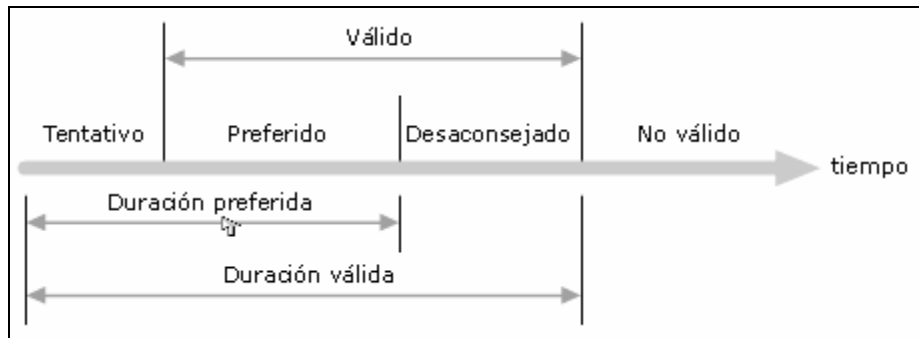 Válido
Tentativo Preferido Desaconsejado No válido
tiempo
Duración preferida
Duración válida